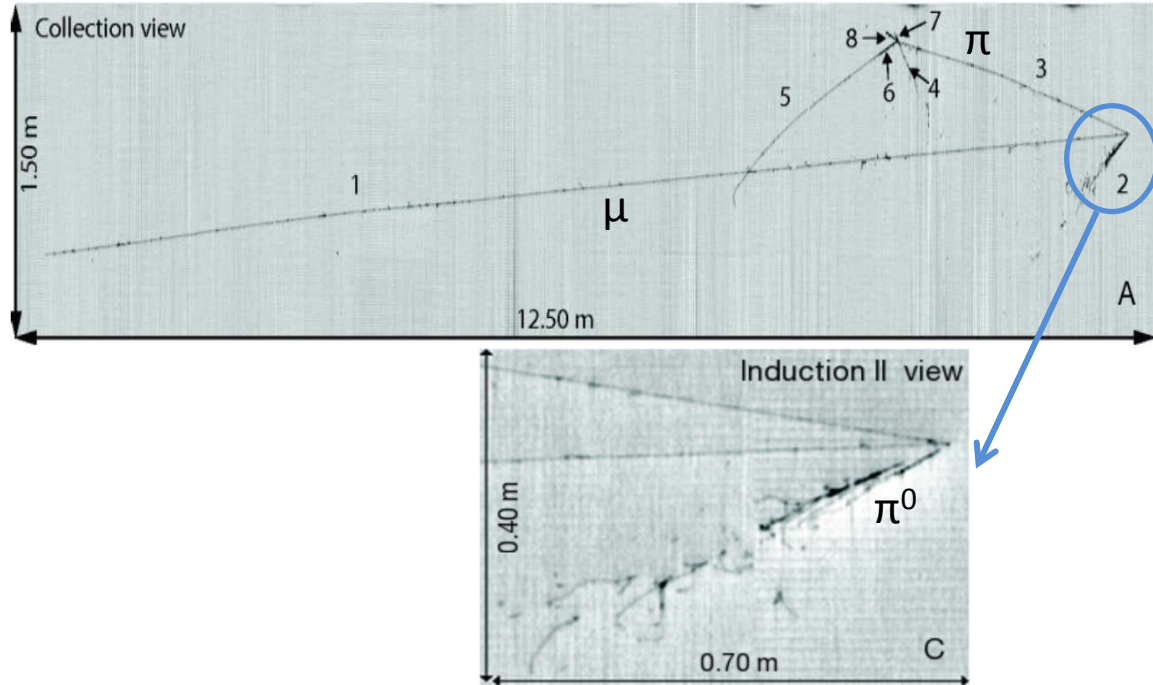 Collection view
7
8
π
3
6
4
5
1.50 m
1
2
μ
A
12.50 m
Induction II view
0.40 m
π⁰
0.70 m
C